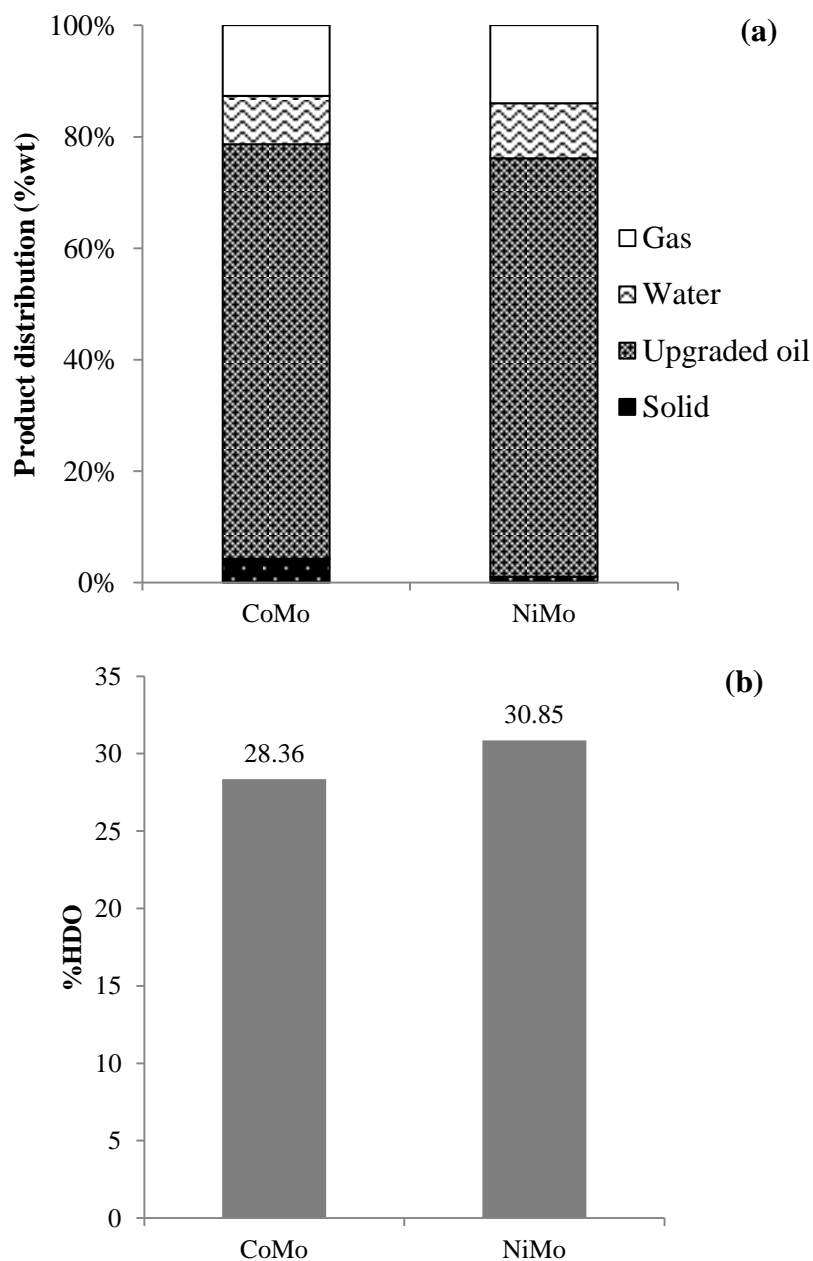 (a)
Product distribution (%wt)
100%
80%
60%
40%
20%
0%
CoMo
NiMo
Gas
Water
Upgraded oil
Solid
(b)
%HDO
35
30
25
20
15
10
5
0
28.36
30.85
CoMo
NiMo